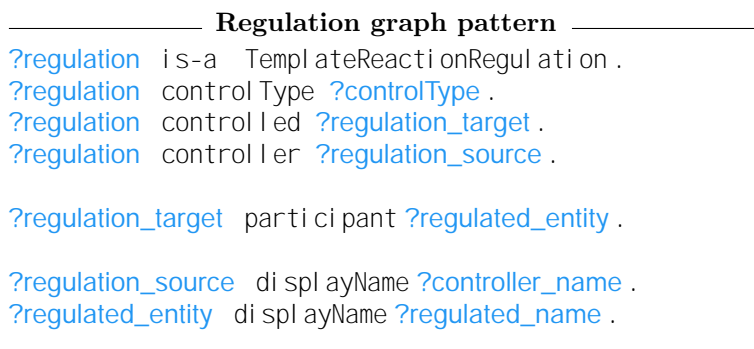 Regulation graph pattern
?regulation is-a TemplateReactionRegulation .
?regulation controlType ?controlType .
?regulation controlled ?regulation_target .
?regulation controller ?regulation_source .
?regulation_target participant ?regulated_entity .
?regulation_source displayName ?controller_name .
?regulated_entity displayName ?regulated_name .